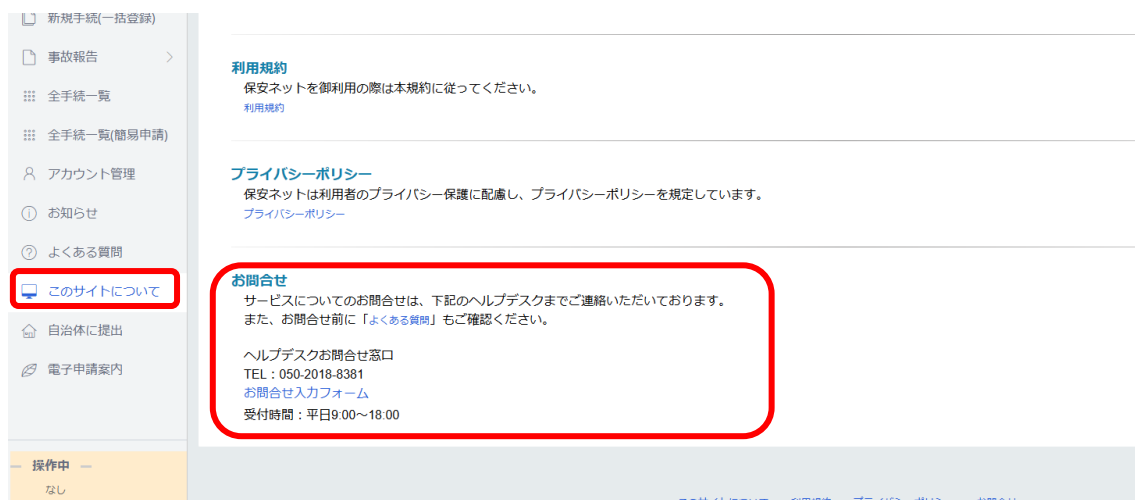 新規手続(一括登録)
事故報告
全手続一覧
全手続一覧(簡易申請)
アカウント管理
お知らせ
よくある質問
このサイトについて
自治体に提出
電子申請案内
操作中
なし
利用規約
保安ネットを御利用の際は本規約に従ってください。
利用規約
プライバシーポリシー
保安ネットは利用者のプライバシー保護に配慮し、プライバシーポリシーを規定しています。
プライバシーポリシー
お問合せ
サービスについてのお問合せは、下記のヘルプデスクまでご連絡いただいております。
また、お問合せ前に「よくある質問」もご確認ください。
ヘルプデスクお問合せ窓口
TEL：050-2018-8381
お問合せ入力フォーム
受付時間：平日9:00～18:00